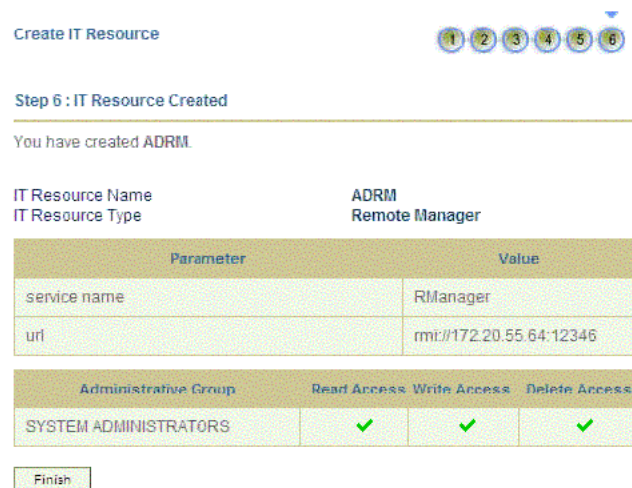 Create IT Resource
1 2 3 4 5 6
Step 6 : IT Resource Created
You have created ADRM.
IT Resource Name ADRM
IT Resource Type Remote Manager
Parameter Value
service name RManager
url rmi://172.20.55.64:12346
Administrative Group Read Access Write Access Delete Access
SYSTEM ADMINISTRATORS
Finish